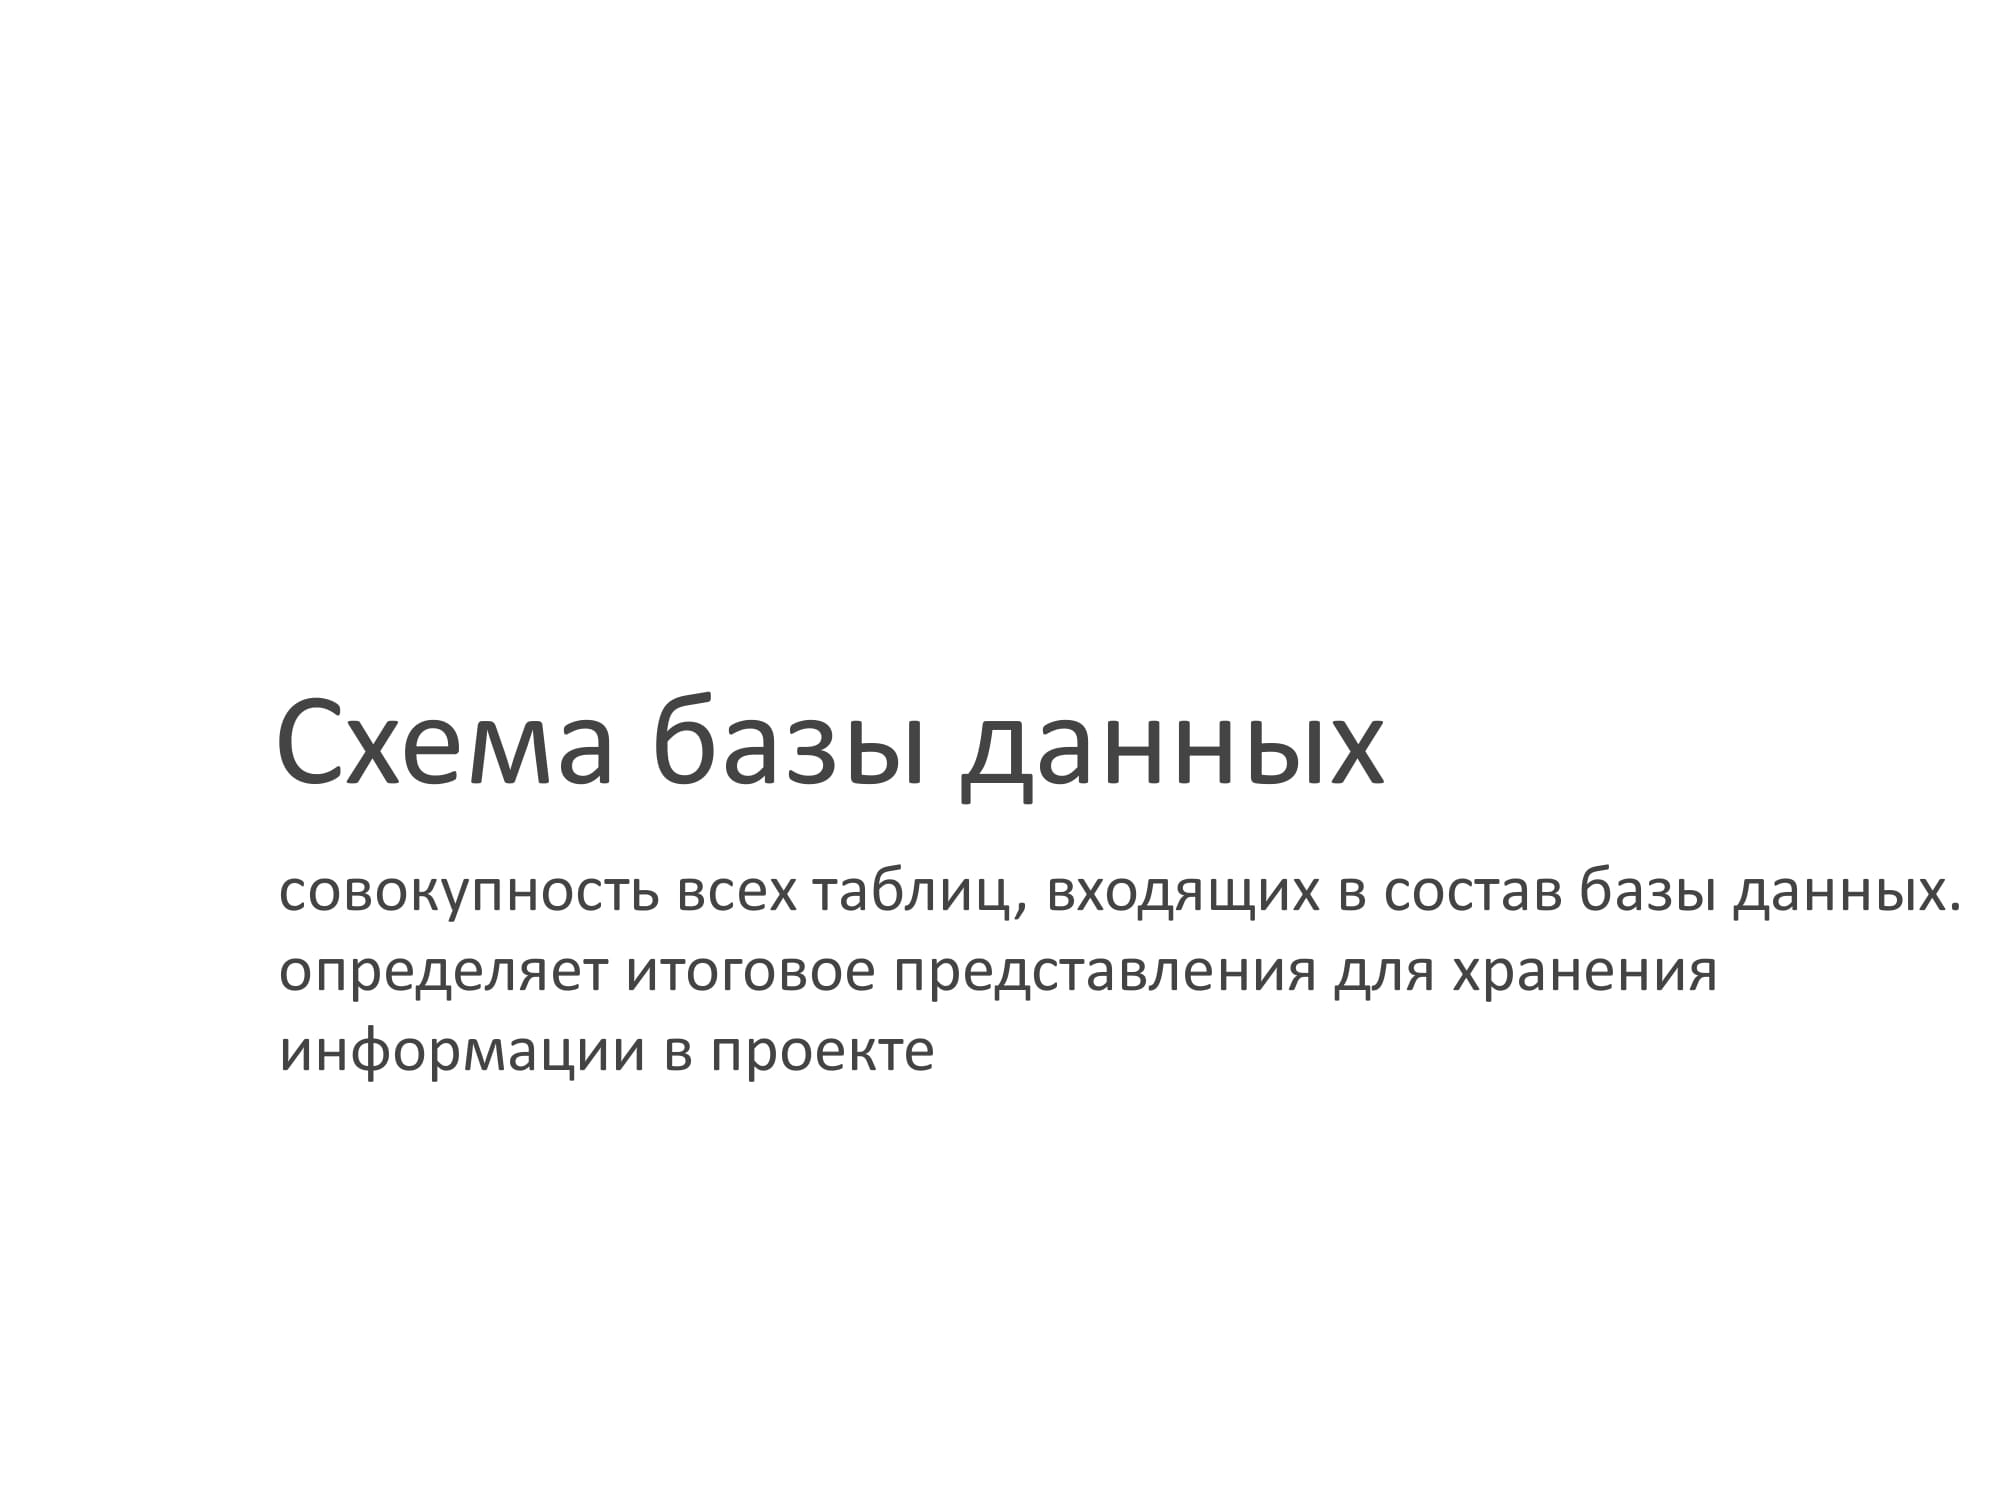 Схема базы данных
совокупность всех таблиц, входящих в состав базы данных.
определяет итоговое представления для хранения
информации в проекте